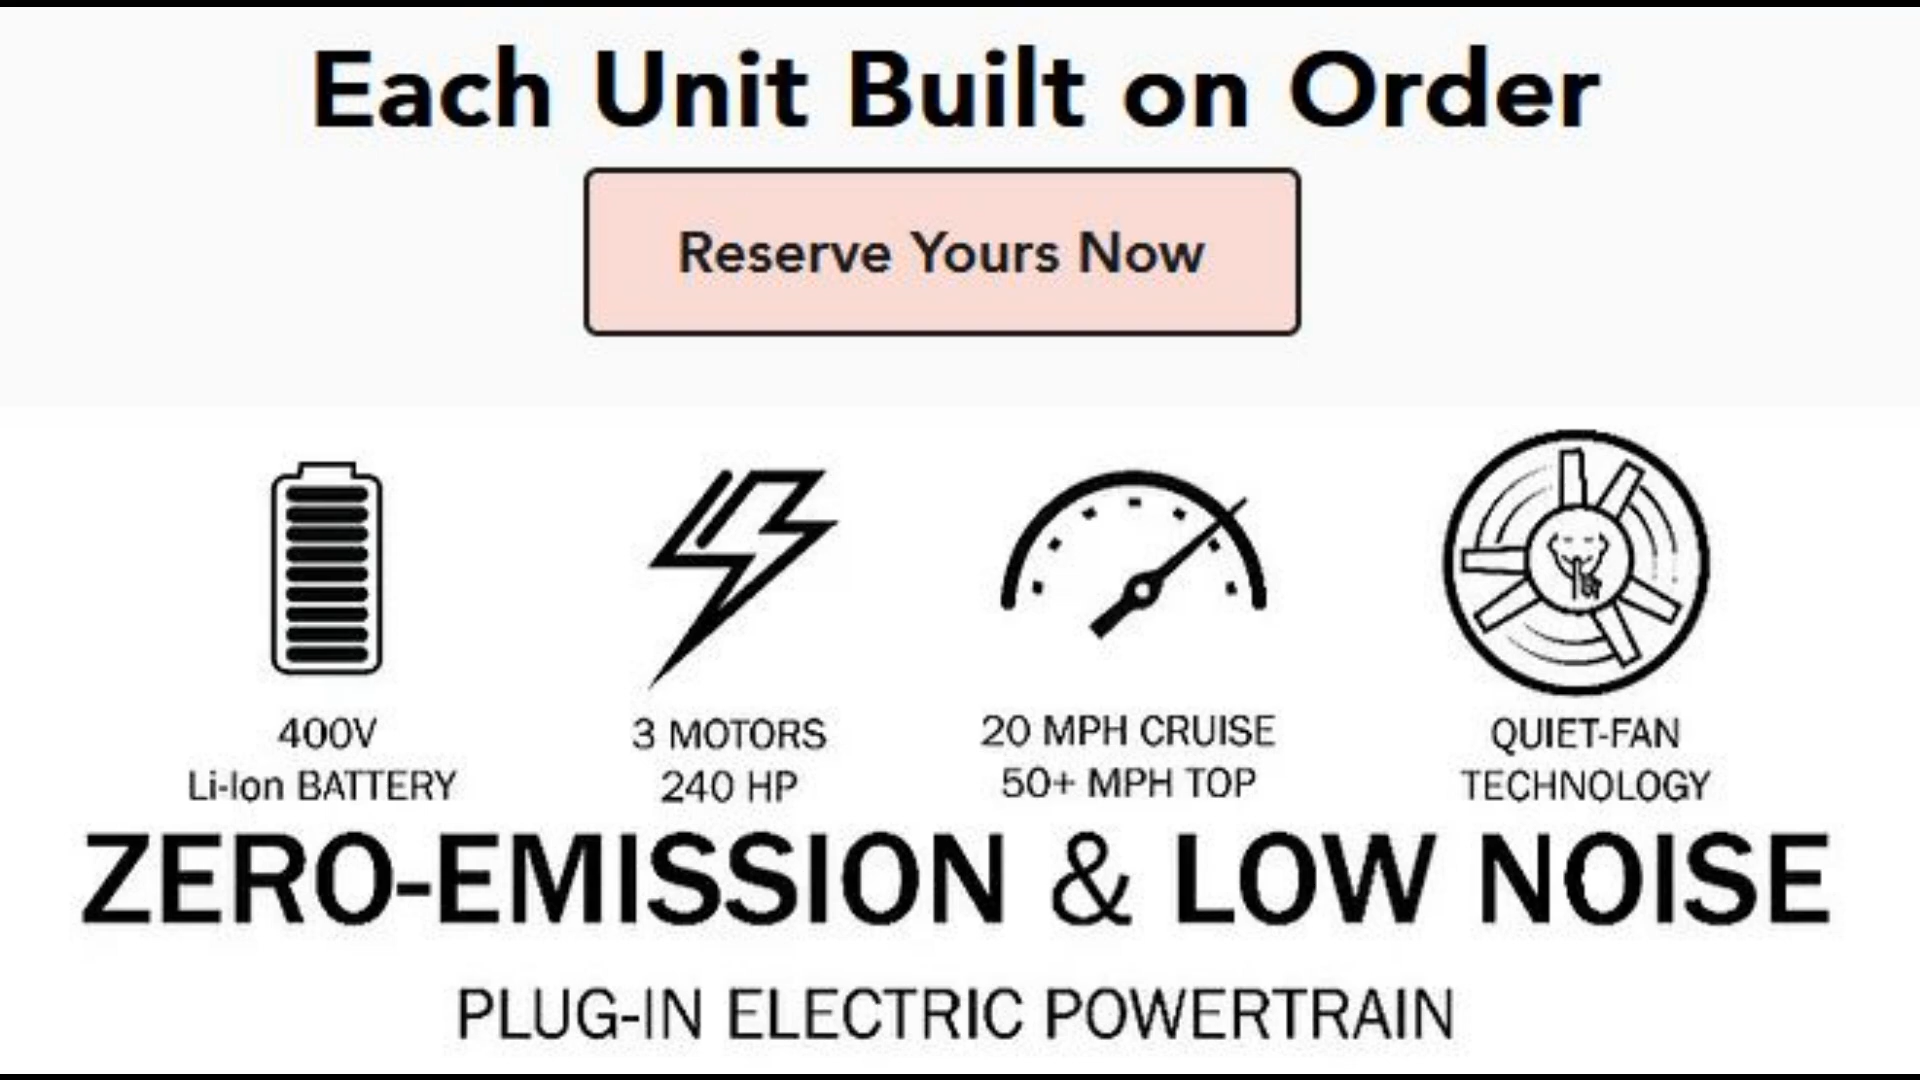 Each Unit Built on Order
Reserve Yours Now
400V
Li-Ion BATTERY
3 MOTORS
240 HP
20 MPH CRUISE
50+ MPH TOP
QUIET-FAN
TECHNOLOGY
ZERO-EMISSION & LOW NOISE
PLUG-IN ELECTRIC POWERTRAIN